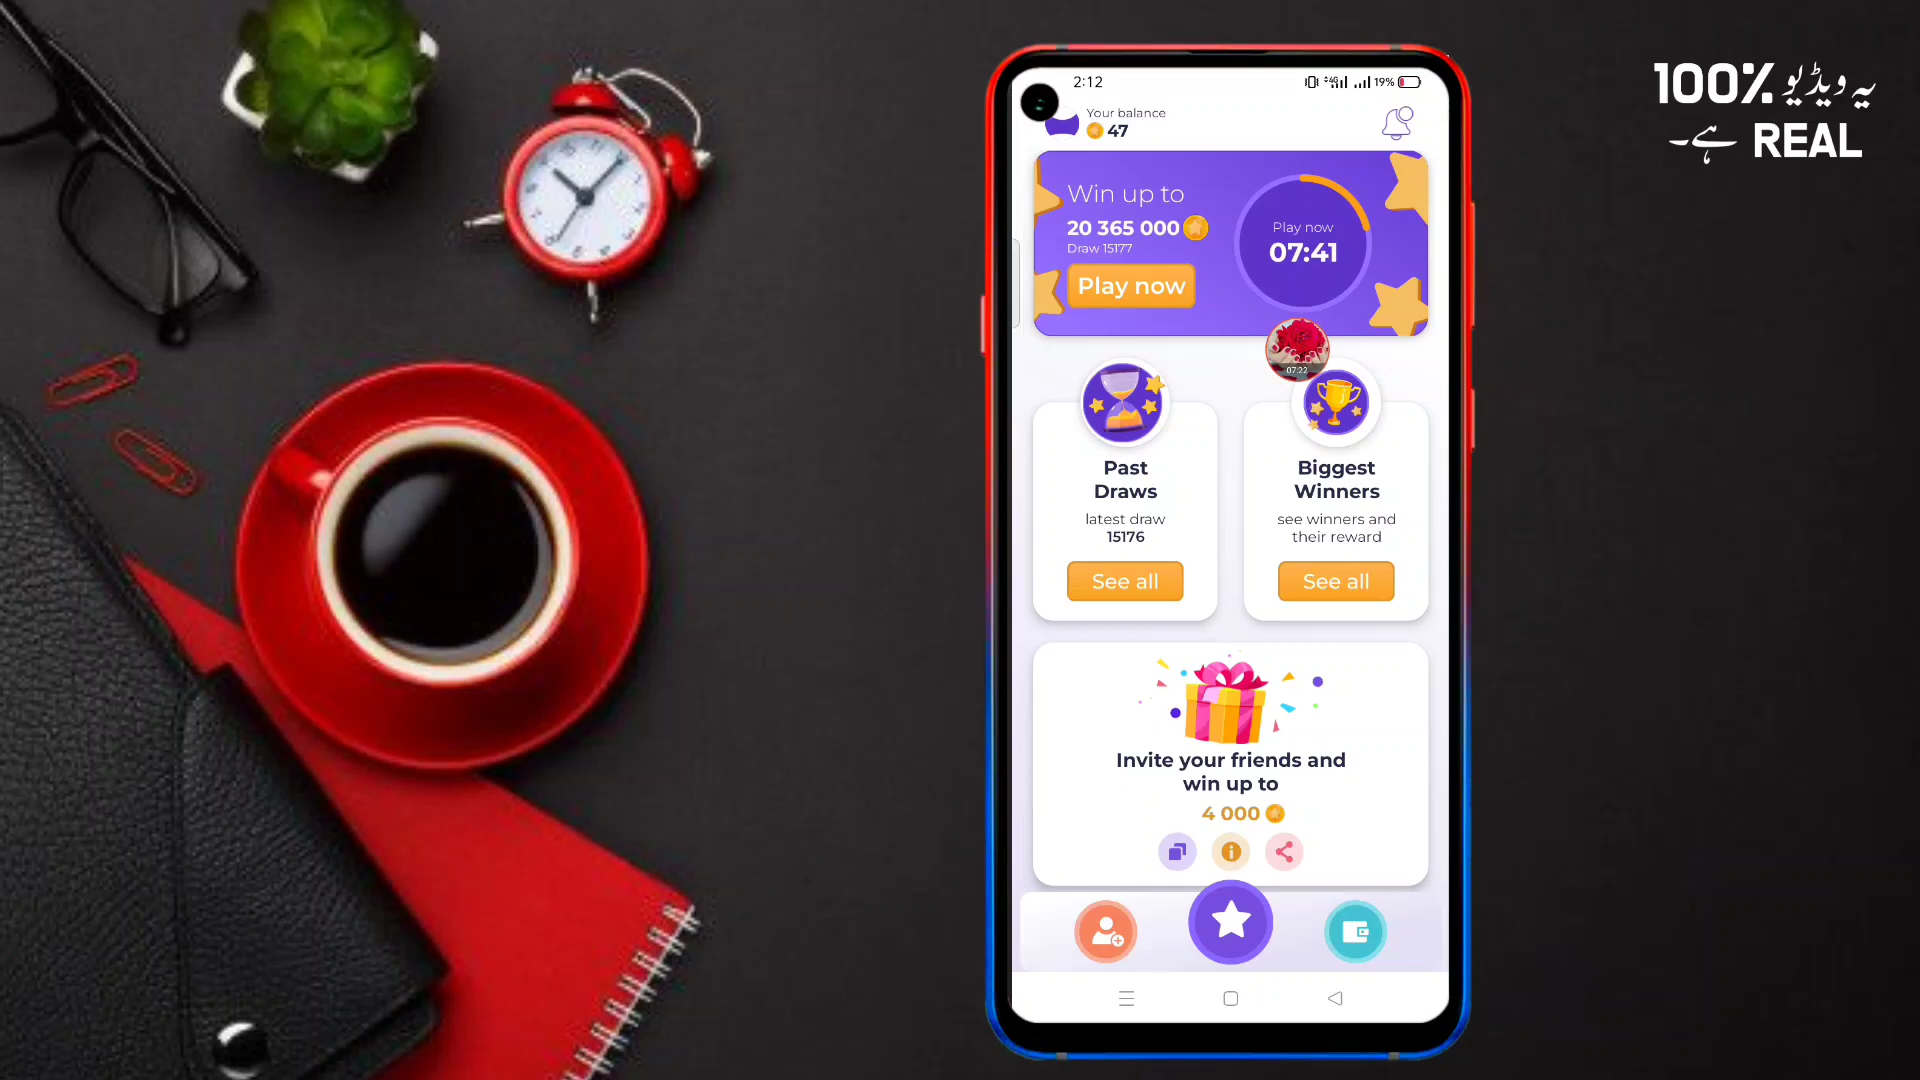 2:12
19%
Your balance
47
Win up to
20 365 000
Draw 15177
Play now
Play now
07:41
07:22
Past
Draws
latest draw
15176
See all
Biggest
Winners
see winners and
their reward
See all
Invite your friends and
win up to
4 000
یہ ویڈیو 100%
REAL ہے۔